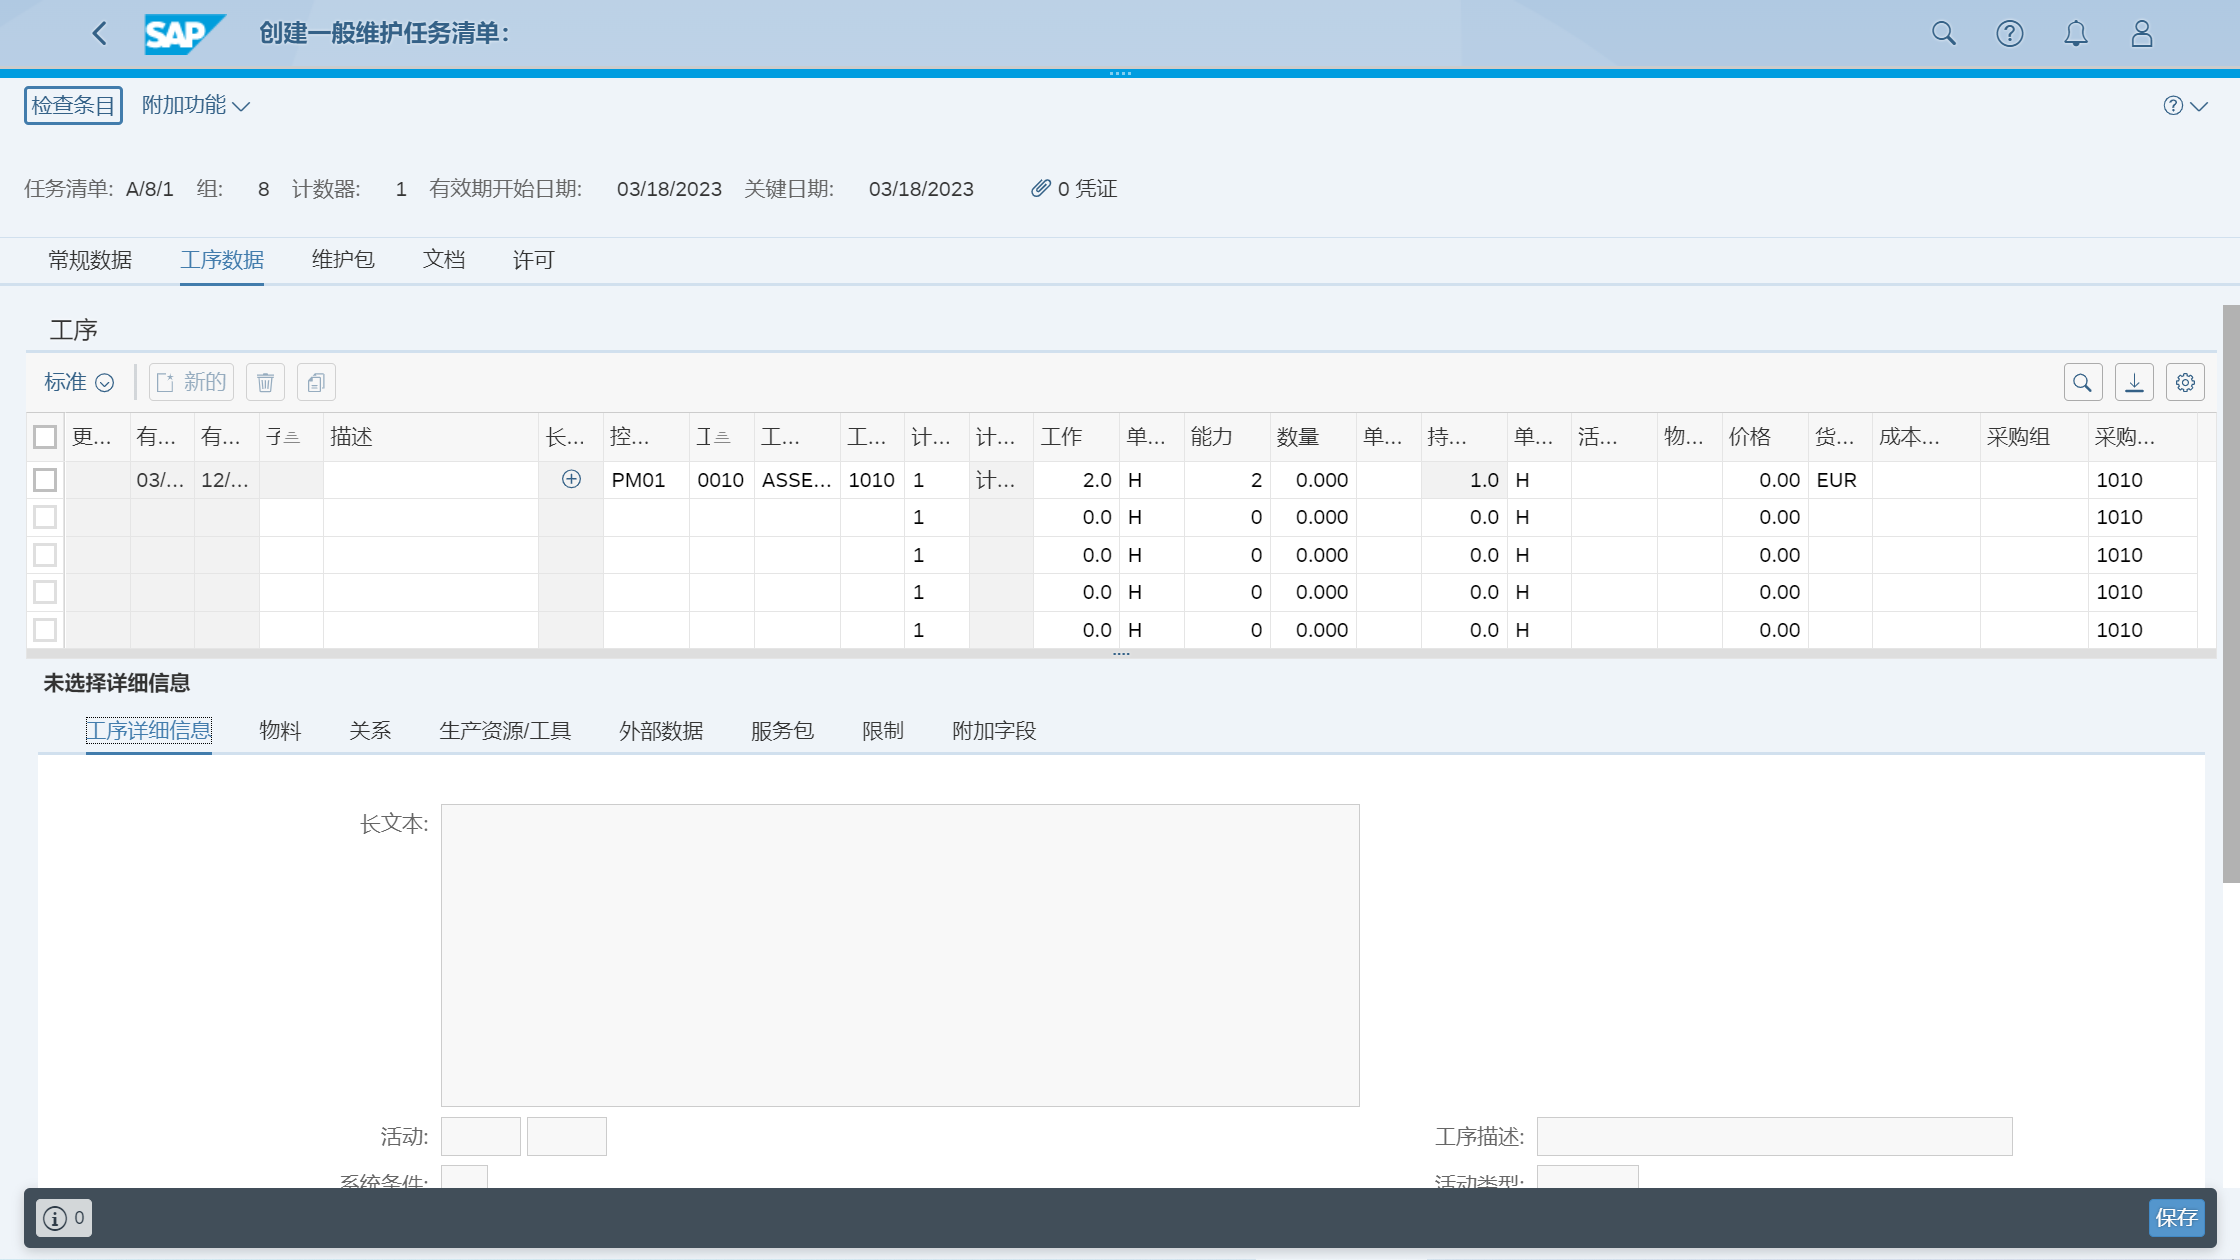 SAP 创建一般维护任务清单:
检查条目 附加功能
任务清单: A/8/1 组: 8 计数器: 1 有效期开始日期: 03/18/2023 关键日期: 03/18/2023 0 凭证
常规数据 工序数据 维护包 文档 许可
工序
标准 新的
更... 有... 有... 子 描述 长... 控... 工 工... 工... 计... 计... 工作 单... 能力 数量 单... 持... 单... 活... 物... 价格 货... 成本... 采购组 采购...
03/... 12/... PM01 0010 ASSE... 1010 1 计... 2.0 H 2 0.000 1.0 H 0.00 EUR 1010
1 0.0 H 0 0.000 0.0 H 0.00 1010
1 0.0 H 0 0.000 0.0 H 0.00 1010
1 0.0 H 0 0.000 0.0 H 0.00 1010
1 0.0 H 0 0.000 0.0 H 0.00 1010
未选择详细信息
工序详细信息 物料 关系 生产资源/工具 外部数据 服务包 限制 附加字段
长文本:
活动: 工序描述:
系统条件: 活动类型:
0 保存